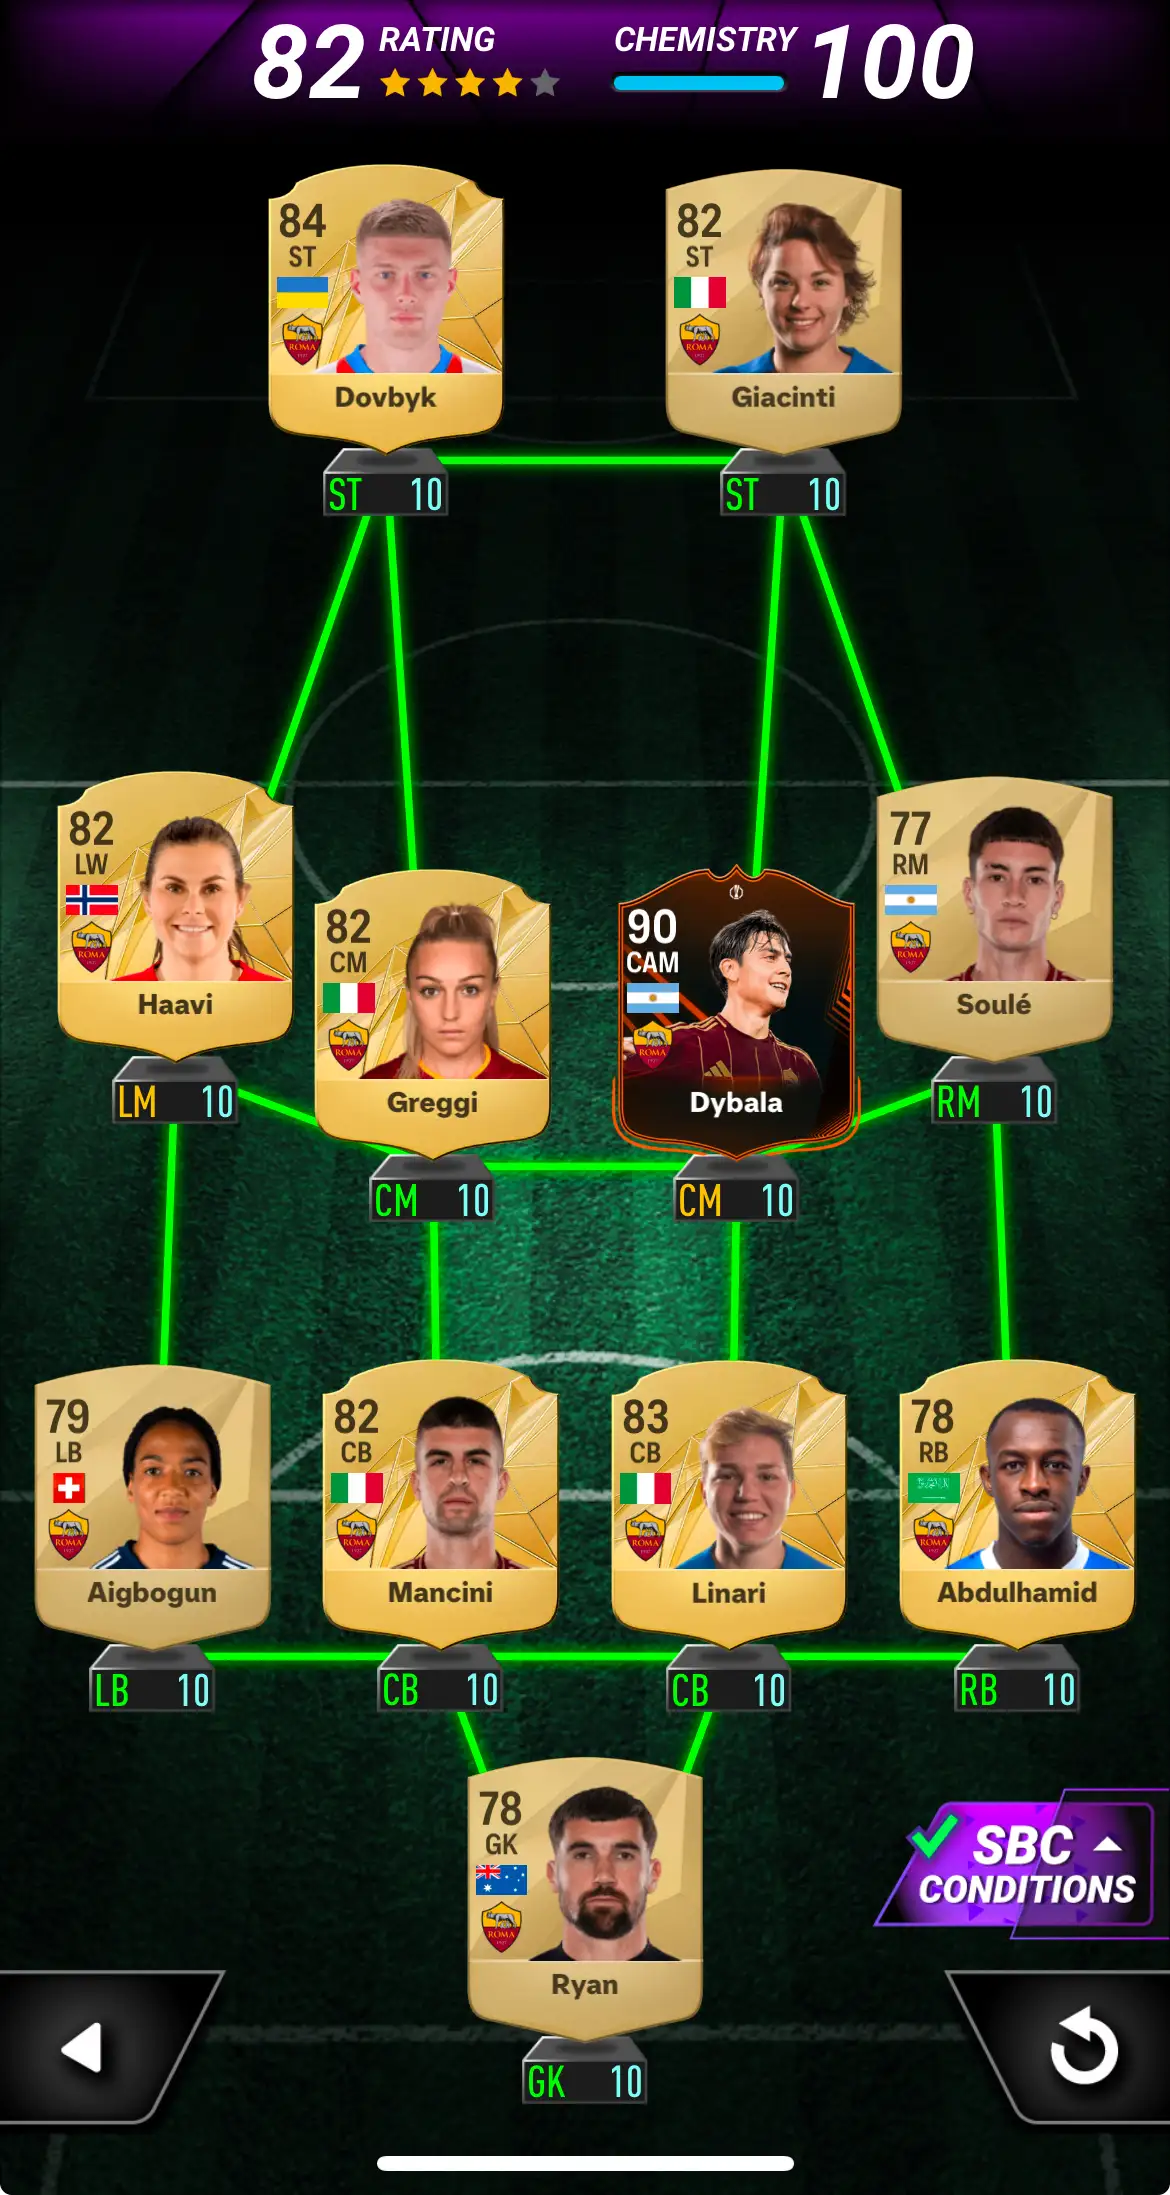 82 RATING CHEMISTRY 100
84
ST
ROMA
Dovbyk
82
ST
ROMA
Giacinti
ST 10
ST 10
82
LW
ROMA
Haavi
82
CM
ROMA
Greggi
90
CAM
ROMA
Dybala
77
RM
ROMA
Soulé
LM 10
CM 10
CM 10
RM 10
79
LB
ROMA
Aigbogun
82
CB
ROMA
Mancini
83
CB
ROMA
Linari
78
RB
ROMA
Abdulhamid
LB 10
CB 10
CB 10
RB 10
78
GK
ROMA
Ryan
GK 10
SBC
CONDITIONS